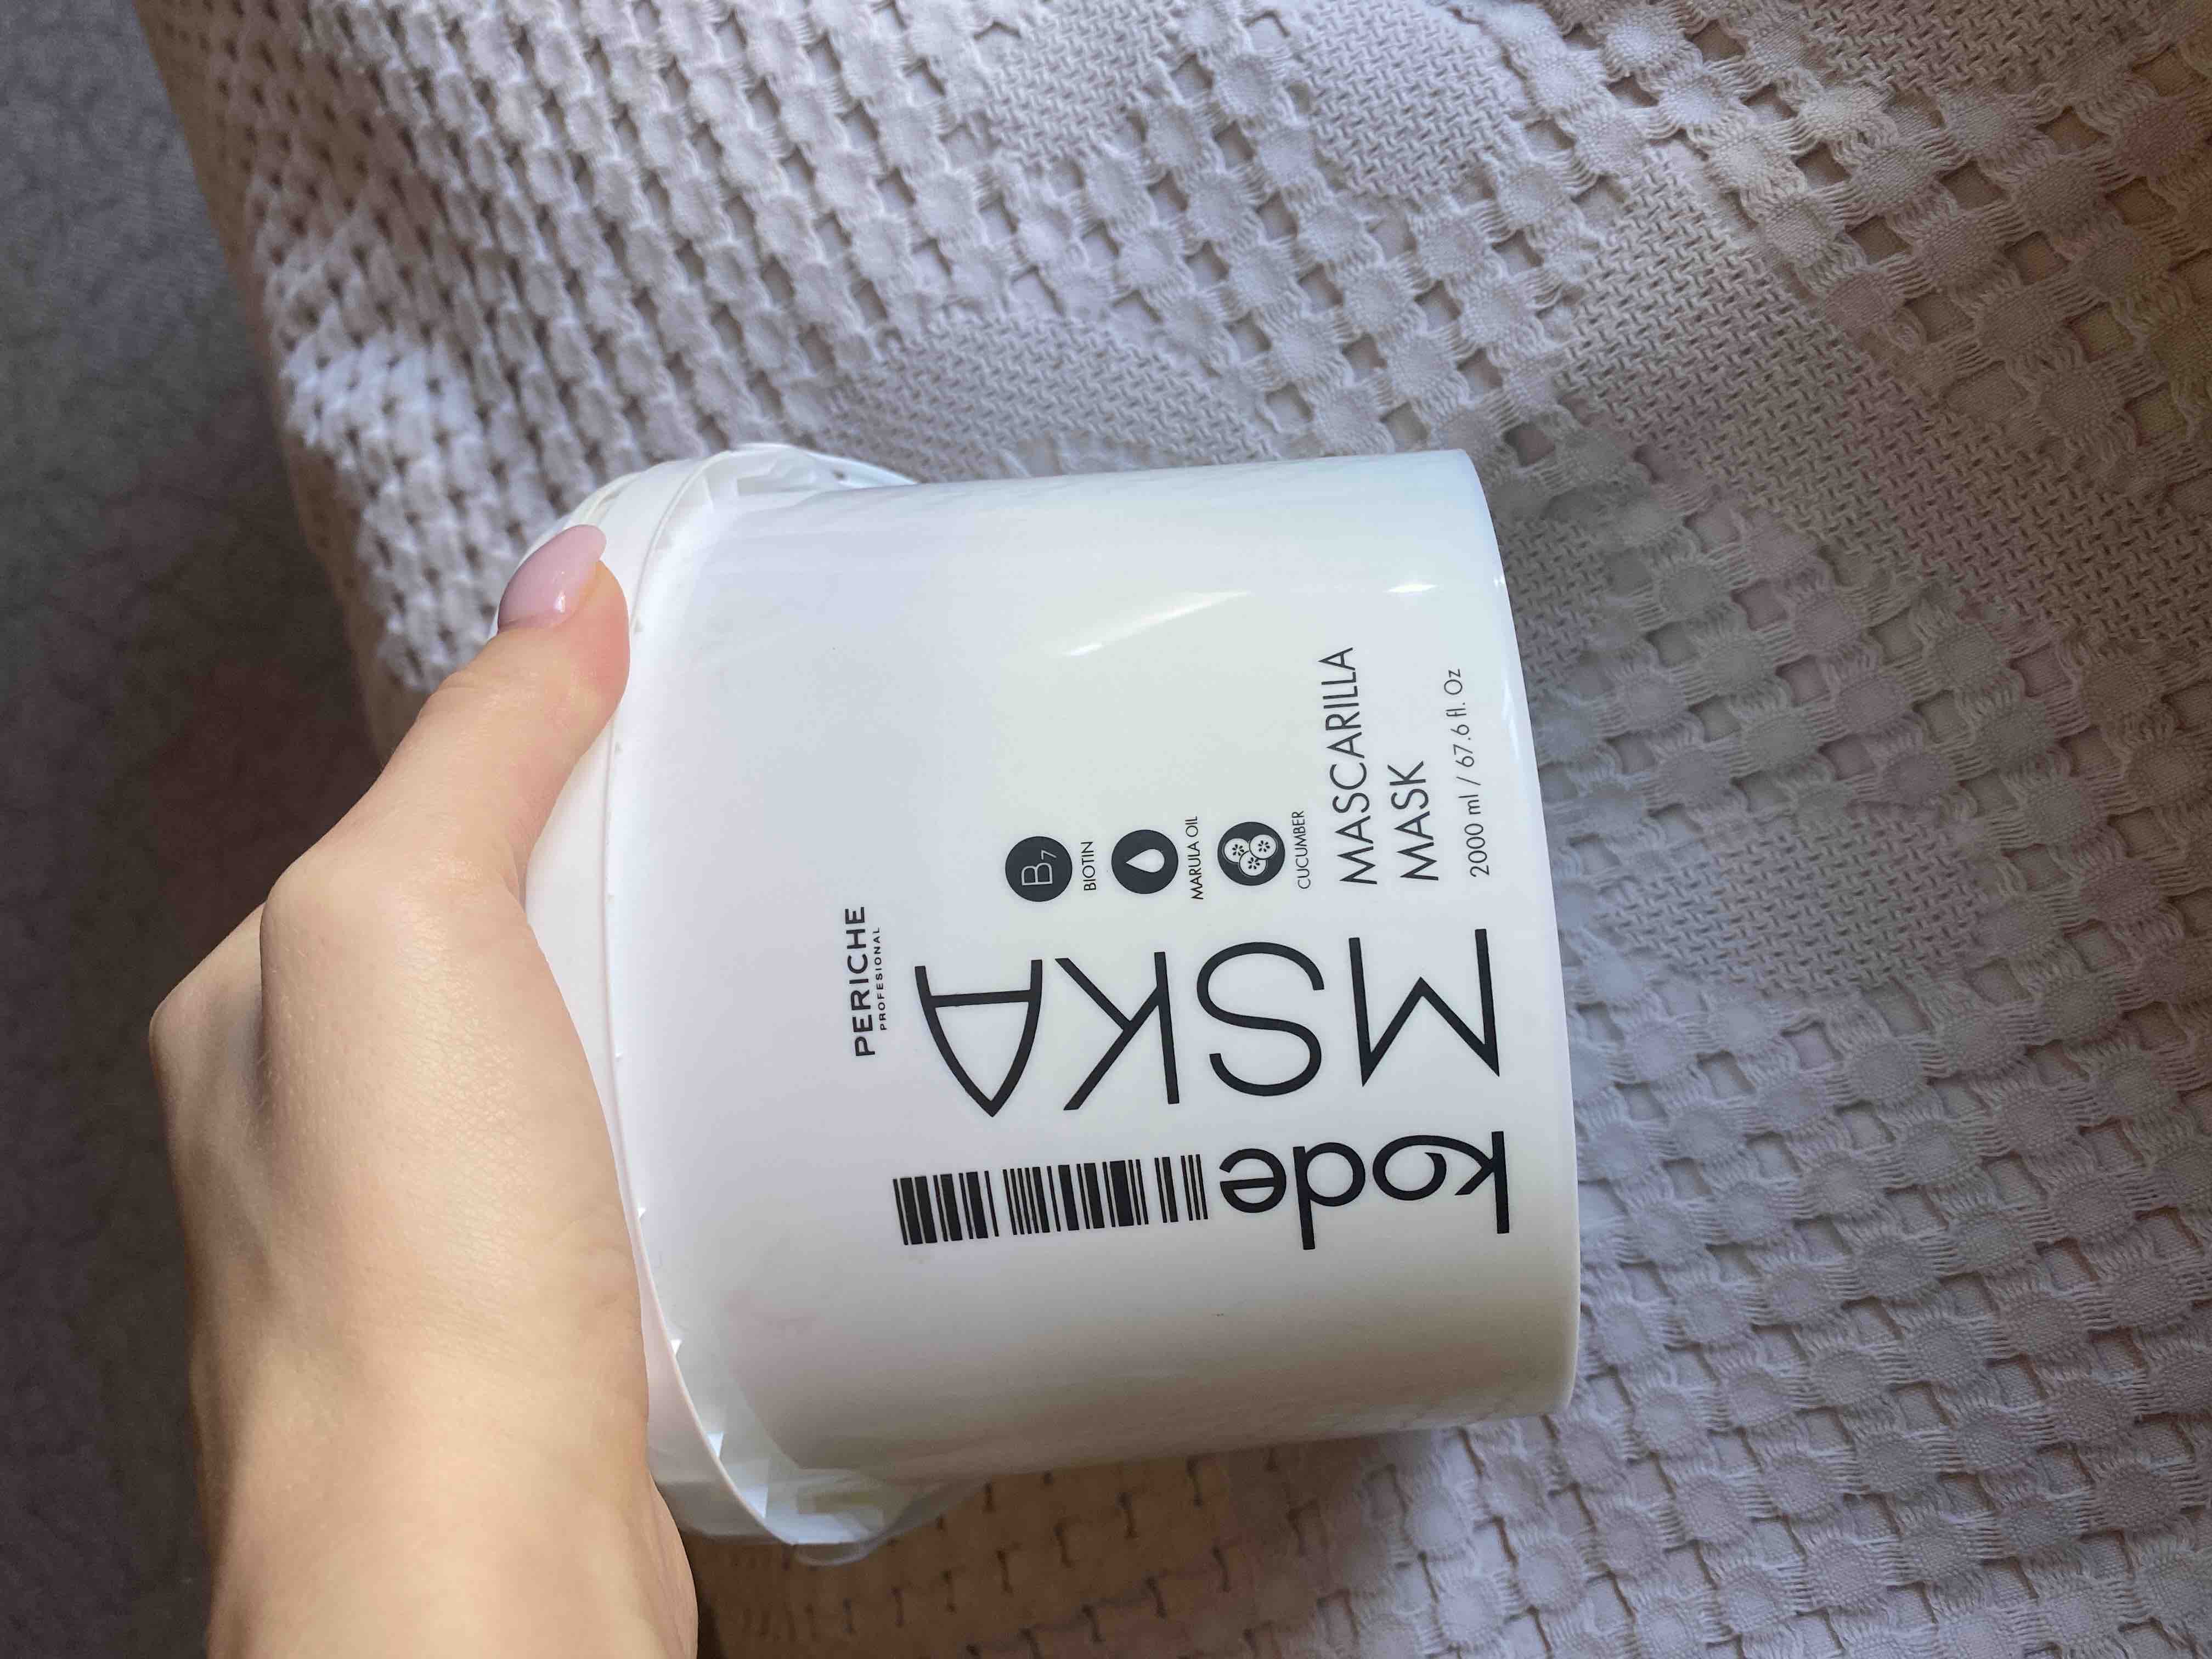 PERICHE
PROFESIONAL
kode
MSKA
B7
BIOTIN
MARULA OIL
CUCUMBER
MASCARILLA
MASK
2000 ml / 67.6 fl. Oz